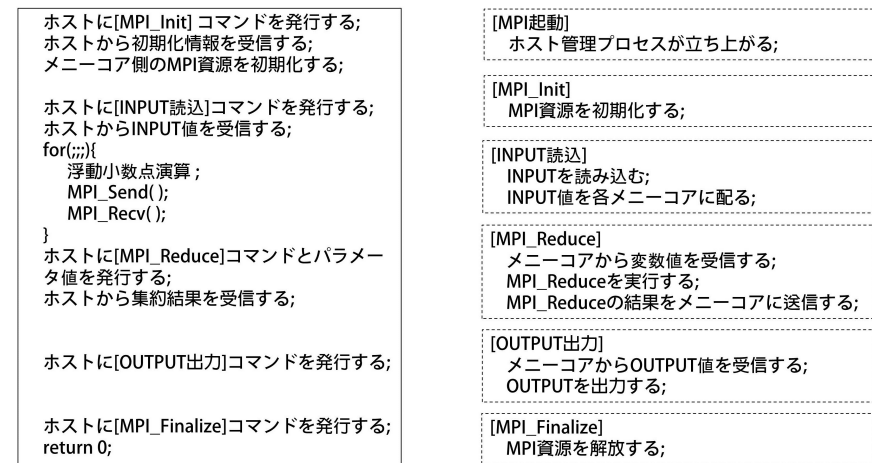 ホストに[MPI_Init] コマンドを発行する;
ホストから初期化情報を受信する;
メニーコア側のMPI資源を初期化する;
ホストに[INPUT読込]コマンドを発行する;
ホストからINPUT値を受信する;
for(;;;){
浮動小数点演算 ;
MPI_Send( );
MPI_Recv( );
}
ホストに[MPI_Reduce]コマンドとパラメー
タ値を発行する;
ホストから集約結果を受信する;
ホストに[OUTPUT出力]コマンドを発行する;
ホストに[MPI_Finalize]コマンドを発行する;
return 0;
[MPI起動]
ホスト管理プロセスが立ち上がる;
[MPI_Init]
MPI資源を初期化する;
[INPUT読込]
INPUTを読み込む;
INPUT値を各メニーコアに配る;
[MPI_Reduce]
メニーコアから変数値を受信する;
MPI_Reduceを実行する;
MPI_Reduceの結果をメニーコアに送信する;
[OUTPUT出力]
メニーコアからOUTPUT値を受信する;
OUTPUTを出力する;
[MPI_Finalize]
MPI資源を解放する;